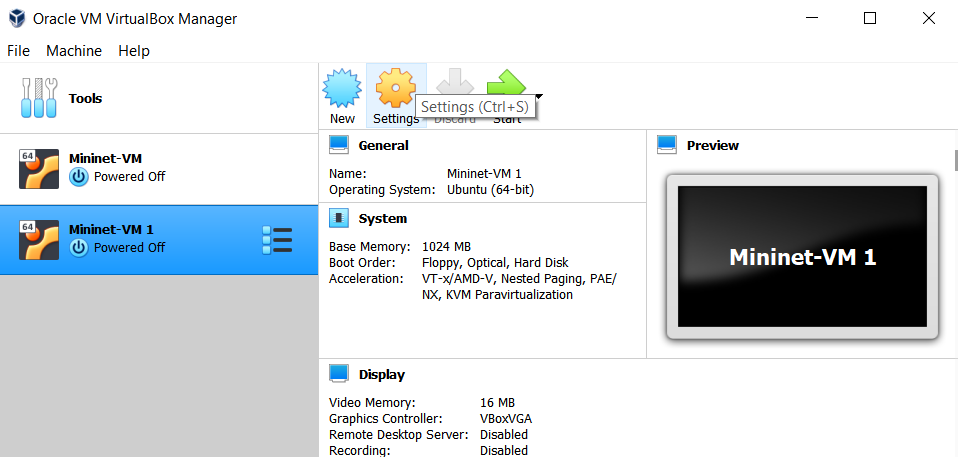 Oracle VM VirtualBox Manager
File Machine Help
Tools
New
Settings
Discard
Start
Settings (Ctrl+S)
64
Mininet-VM
Powered Off
64
Mininet-VM 1
Powered Off
General
Name: Mininet-VM 1
Operating System: Ubuntu (64-bit)
System
Base Memory: 1024 MB
Boot Order: Floppy, Optical, Hard Disk
Acceleration: VT-x/AMD-V, Nested Paging, PAE/
NX, KVM Paravirtualization
Preview
Mininet-VM 1
Display
Video Memory: 16 MB
Graphics Controller: VBoxVGA
Remote Desktop Server: Disabled
Recording: Disabled